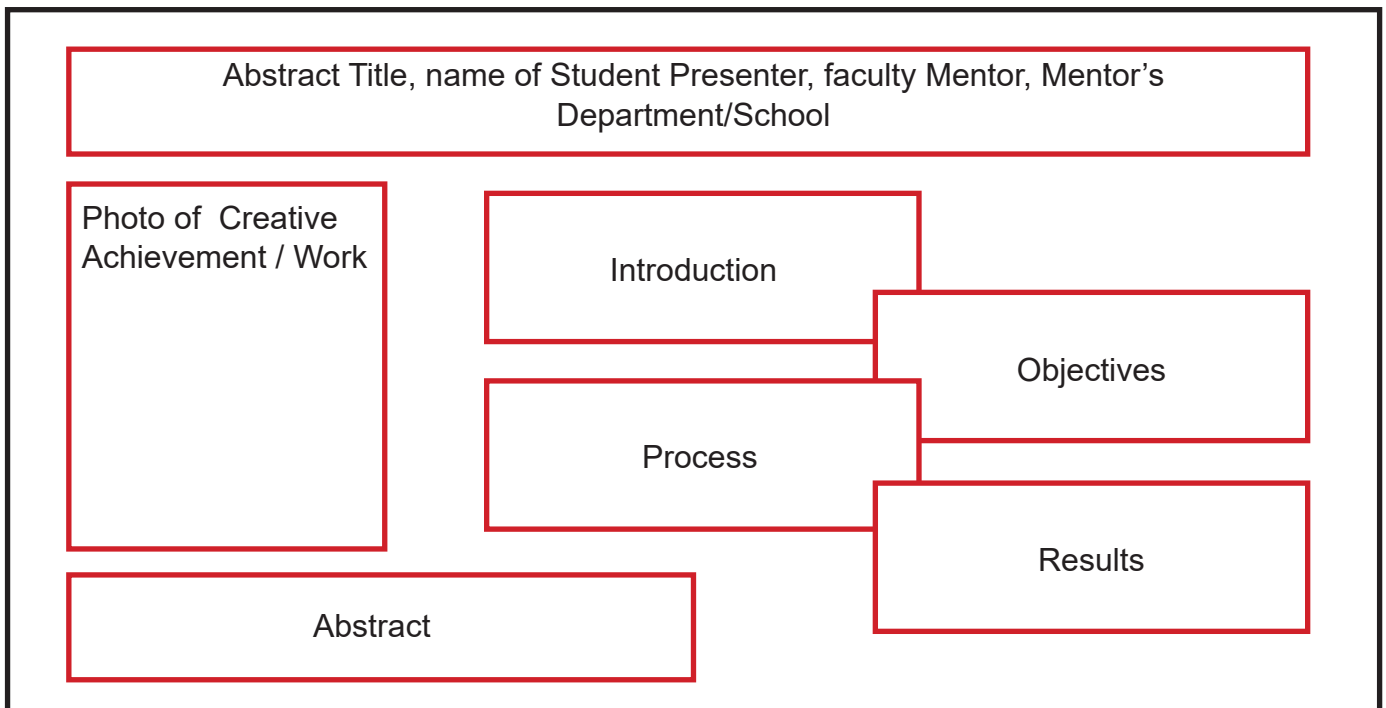 Abstract Title, name of Student Presenter, faculty Mentor, Mentor’s
Department/School
Photo of  Creative
Achievement / Work
Introduction
Objectives
Process
Results
Abstract